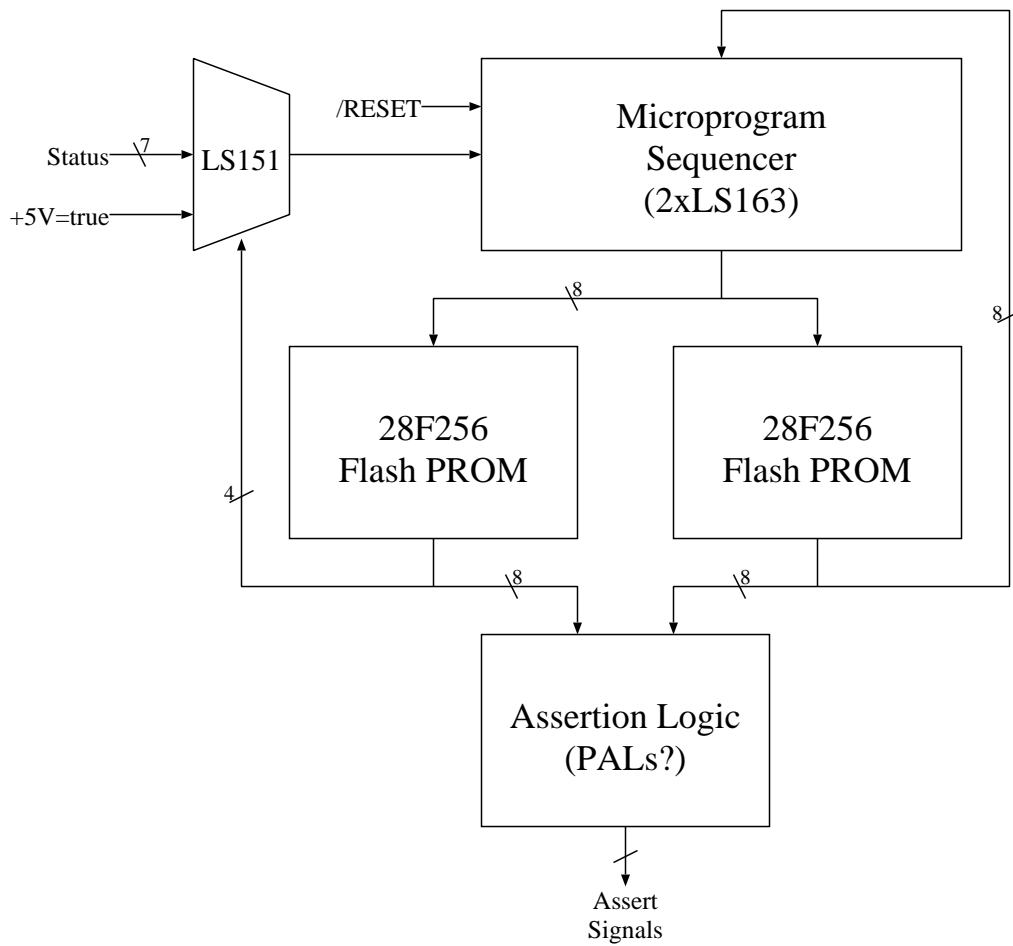 /RESET
Microprogram
Sequencer
(2xLS163)
Status
7
LS151
+5V=true
8
8
28F256
Flash PROM
28F256
Flash PROM
4
8
8
Assertion Logic
(PALs?)
Assert
Signals